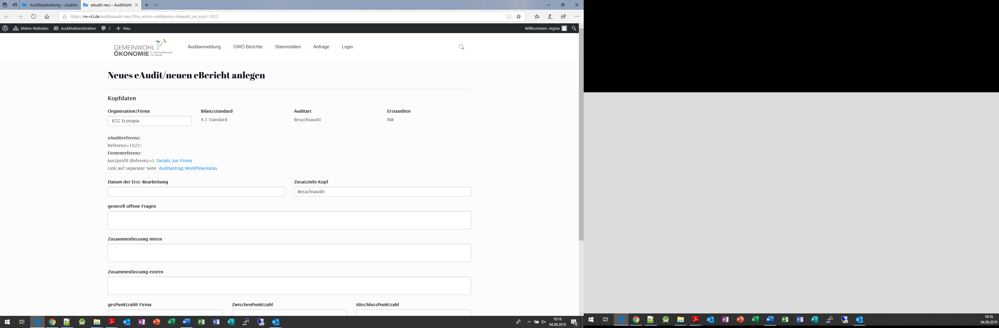 Auditbearbeitung – AuditAc
eAudit neu – AuditAdm
https://rw-cct.de/audit/eaudit-neu/?frm_action=edit&entry=&eaudit_ser_kopf=1022
Meine Websites AuditAdministration 0 Neu
Willkommen, regina
GEMEINWOHL
ÖKONOMIE Ein Wirtschaftsmodell
mit Zukunft
Auditanmeldung GWÖ Berichte Stammdaten Anfrage Login
Neues eAudit/neuen eBericht anlegen
Kopfdaten
Organisation/Firma Bilanzstandard Auditart Erstauditor
ECG Ecotopia 4.1 Standard Besuchsaudit NW
eAuditreferenz:
Referenz=1022/
Firmenreferenz:
kurzprofil (Referenz=): Details zur Firma
Link auf separater Seite: Auditantrag/Workflowstatus
Datum der Erst-Bearbeitung Zusatzinfo Kopf
Besuchsaudit
generell offene Fragen
Zusammenfassung intern
Zusammenfassung extern
gesPunktzahlt Firma ZwischenPunktzahl AbschlussPunktzahl
10:16
04.09.2019
4
10:16
04.09.2019